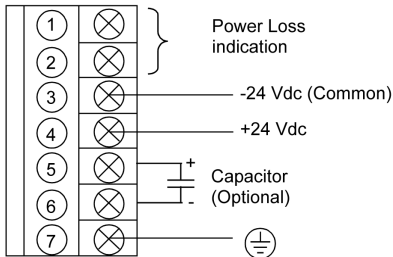 1
Power Loss
indication
2
3
-24 Vdc (Common)
4
+24 Vdc
5
+
Capacitor
(Optional)
6
-
7